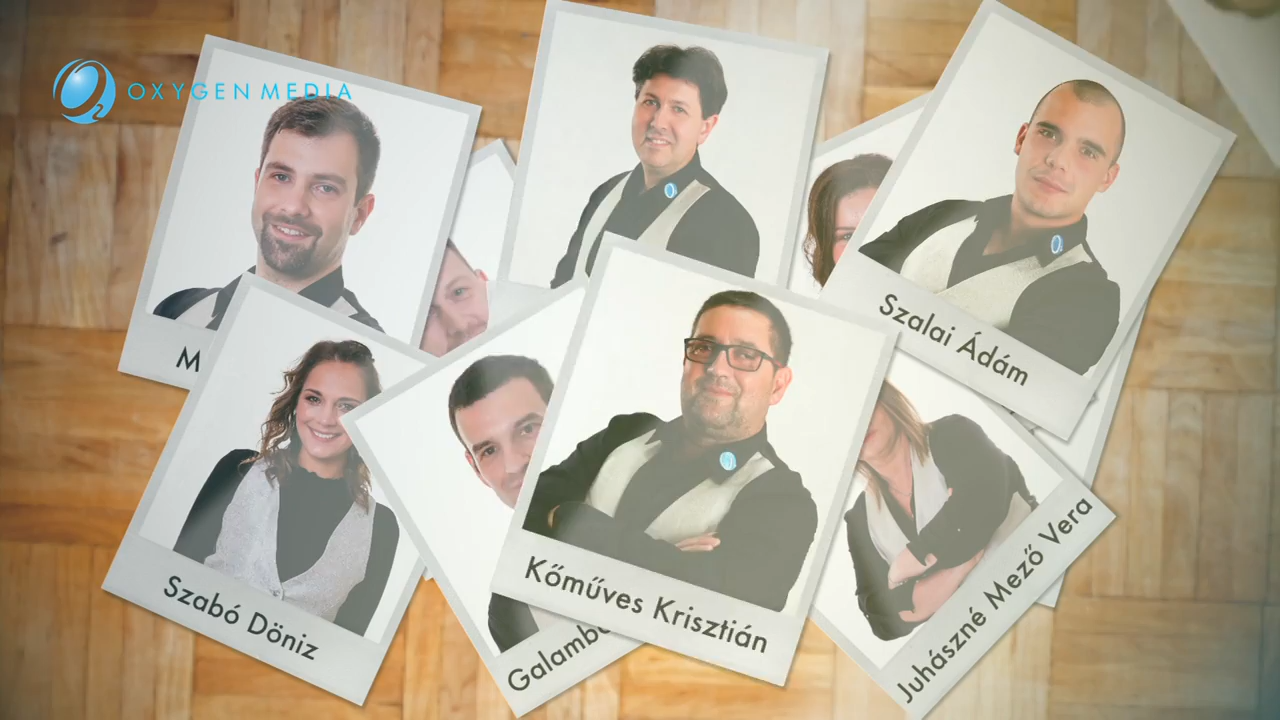 OXYGEN MEDIA
Szalai Ádám
Szabó Döniz
Kőműves Krisztián
Juhászné Mező Vera